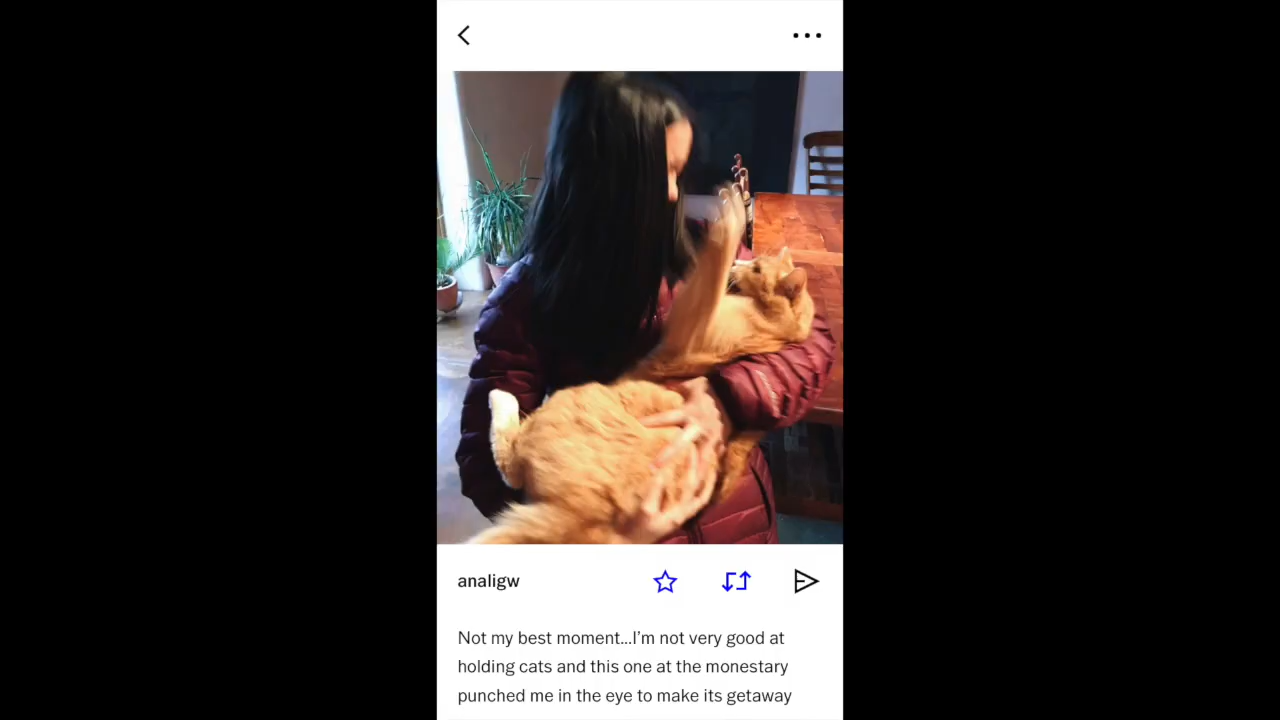 analigw
Not my best moment...I'm not very good at
holding cats and this one at the monestary
punched me in the eye to make its getaway